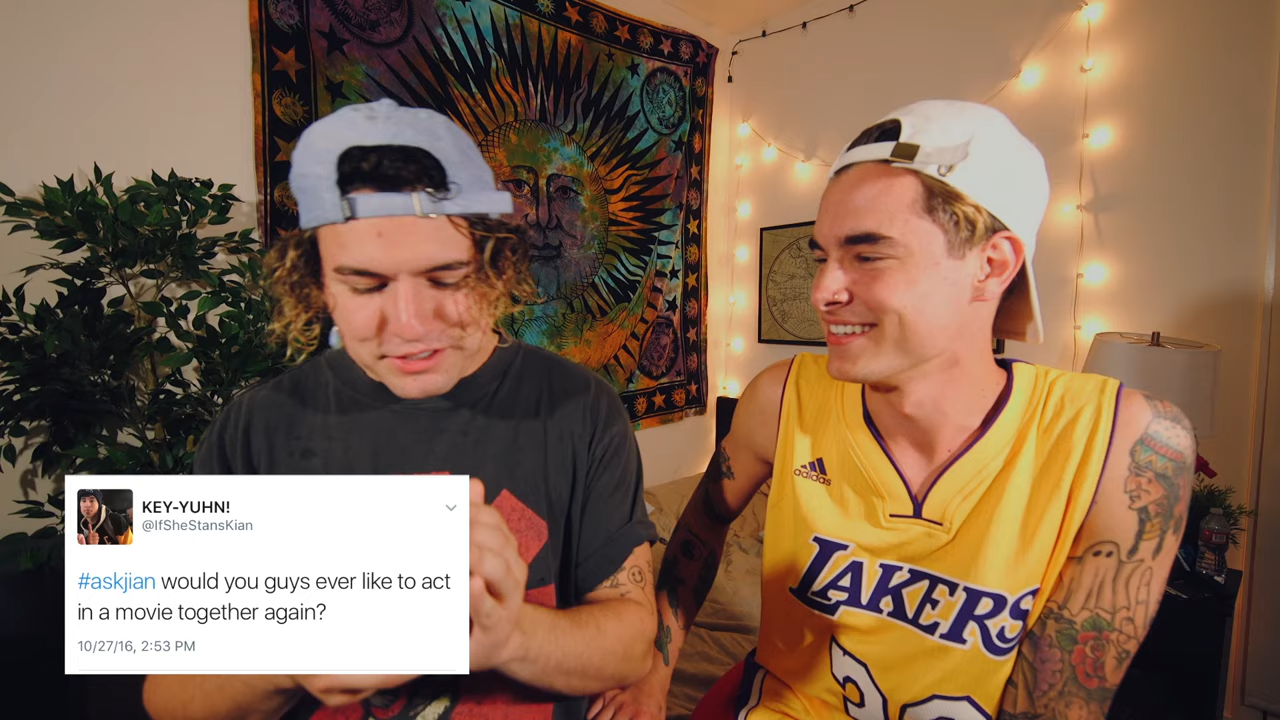 KEY-YUHN!
@IfSheStansKian
#askjian would you guys ever like to act
in a movie together again?
10/27/16, 2:53 PM
adidas
LAKERS